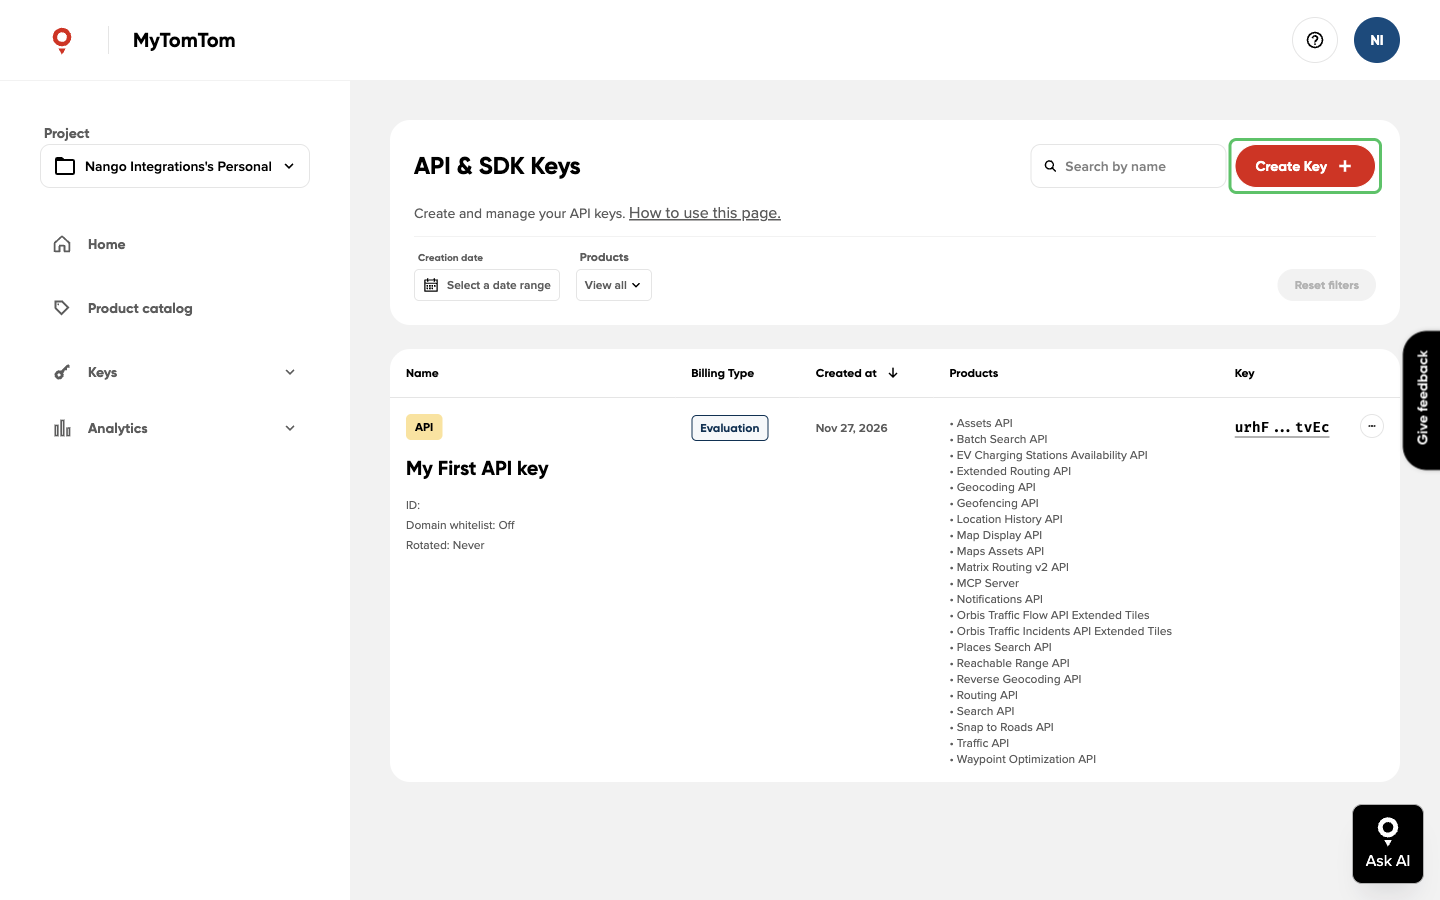 MyTomTom
NI
Project
Nango Integrations's Personal
Home
Product catalog
Keys
Analytics
API & SDK Keys
Search by name
Create Key +
Create and manage your API keys. How to use this page.
Creation date
Products
Select a date range
View all
Reset filters
Name
Billing Type
Created at
Products
Key
API
Evaluation
Nov 27, 2026
urhF...tvEc
My First API key
ID:
Domain whitelist: Off
Rotated: Never
• Assets API
• Batch Search API
• EV Charging Stations Availability API
• Extended Routing API
• Geocoding API
• Geofencing API
• Location History API
• Map Display API
• Maps Assets API
• Matrix Routing v2 API
• MCP Server
• Notifications API
• Orbis Traffic Flow API Extended Tiles
• Orbis Traffic Incidents API Extended Tiles
• Places Search API
• Reachable Range API
• Reverse Geocoding API
• Routing API
• Search API
• Snap to Roads API
• Traffic API
• Waypoint Optimization API
Give feedback
Ask AI